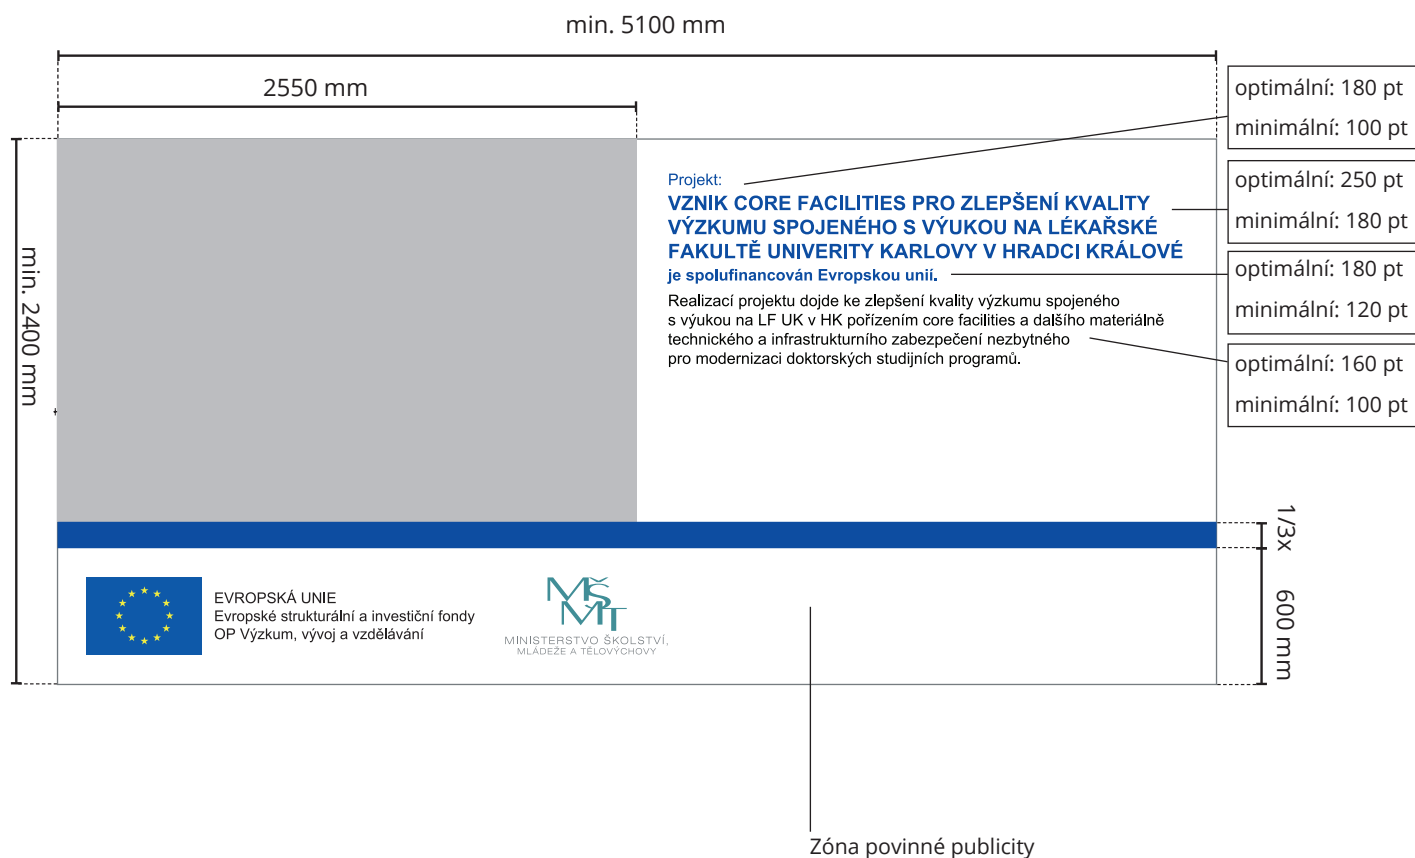 min. 5100 mm
2550 mm
optimální: 180 pt
minimální: 100 pt
optimální: 250 pt
minimální: 180 pt
optimální: 180 pt
minimální: 120 pt
optimální: 160 pt
minimální: 100 pt
min. 2400 mm
Projekt:
VZNIK CORE FACILITIES PRO ZLEPŠENÍ KVALITY
VÝZKUMU SPOJENÉHO S VÝUKOU NA LÉKAŘSKÉ
FAKULTĚ UNIVERITY KARLOVY V HRADCI KRÁLOVÉ
je spolufinancován Evropskou unií.
Realizací projektu dojde ke zlepšení kvality výzkumu spojeného
s výukou na LF UK v HK pořízením core facilities a dalšího materiálně
technického a infrastrukturního zabezpečení nezbytného
pro modernizaci doktorských studijních programů.
1/3x
600 mm
EVROPSKÁ UNIE
Evropské strukturální a investiční fondy
OP Výzkum, vývoj a vzdělávání
MŠ
MT
MINISTERSTVO ŠKOLSTVÍ,
MLÁDEŽE A TĚLOVÝCHOVY
Zóna povinné publicity